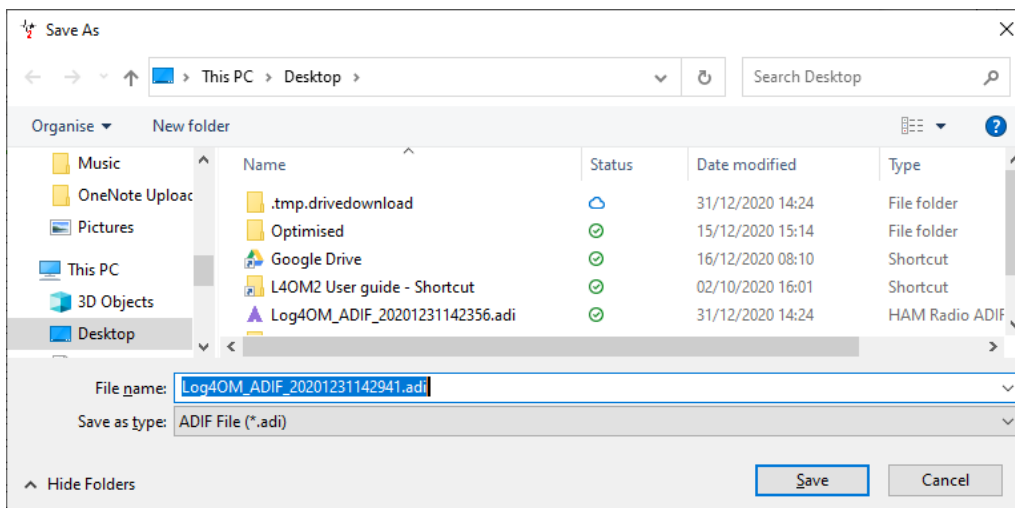 Save As
This PC > Desktop >
Search Desktop
Organise
New folder
Name Status Date modified Type
Music
OneNote Uploac
Pictures
This PC
3D Objects
Desktop
.tmp.drivedownload 31/12/2020 14:24 File folder
Optimised 15/12/2020 15:14 File folder
Google Drive 16/12/2020 08:10 Shortcut
L4OM2 User guide - Shortcut 02/10/2020 16:01 Shortcut
Log4OM_ADIF_20201231142356.adi 31/12/2020 14:24 HAM Radio ADIF
File name: Log4OM_ADIF_20201231142941.adi
Save as type: ADIF File (*.adi)
Hide Folders
Save
Cancel